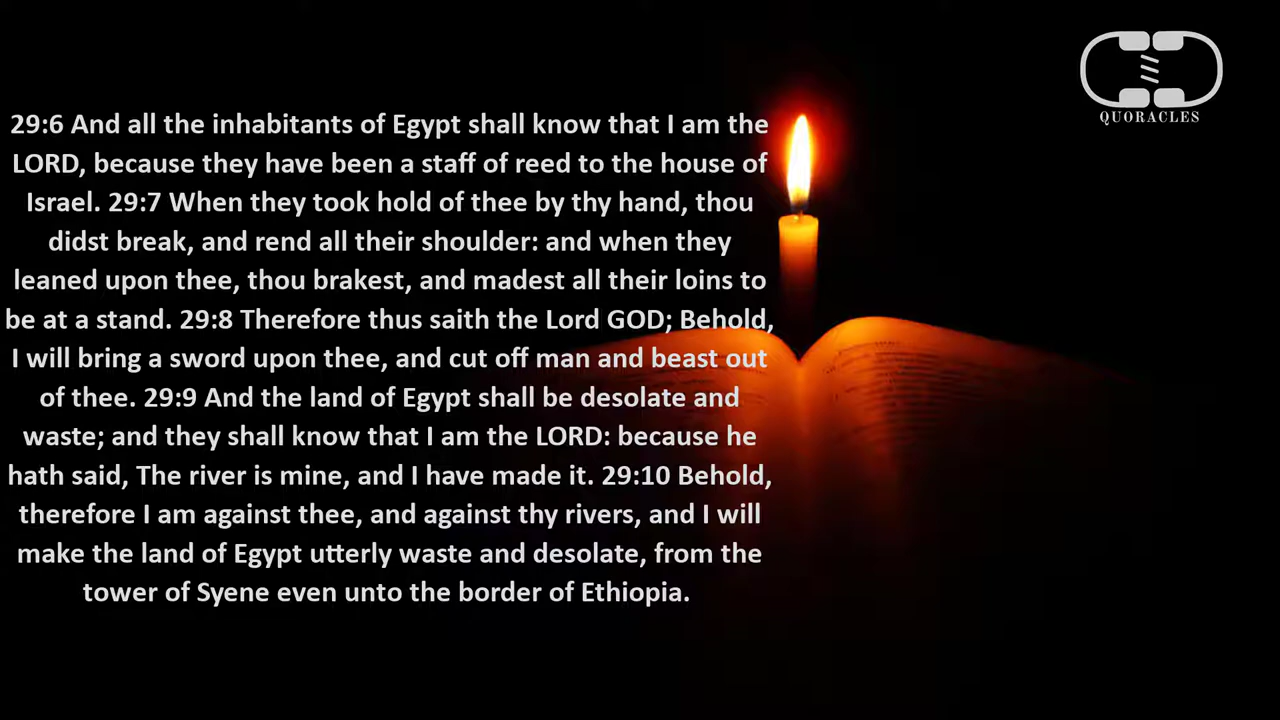 29:6 And all the inhabitants of Egypt shall know that I am the
LORD, because they have been a staff of reed to the house of
Israel. 29:7 When they took hold of thee by thy hand, thou
didst break, and rend all their shoulder: and when they
leaned upon thee, thou brakest, and madest all their loins to
be at a stand. 29:8 Therefore thus saith the Lord GOD; Behold,
I will bring a sword upon thee, and cut off man and beast out
of thee. 29:9 And the land of Egypt shall be desolate and
waste; and they shall know that I am the LORD: because he
hath said, The river is mine, and I have made it. 29:10 Behold,
therefore I am against thee, and against thy rivers, and I will
make the land of Egypt utterly waste and desolate, from the
tower of Syene even unto the border of Ethiopia.
QUORACLES